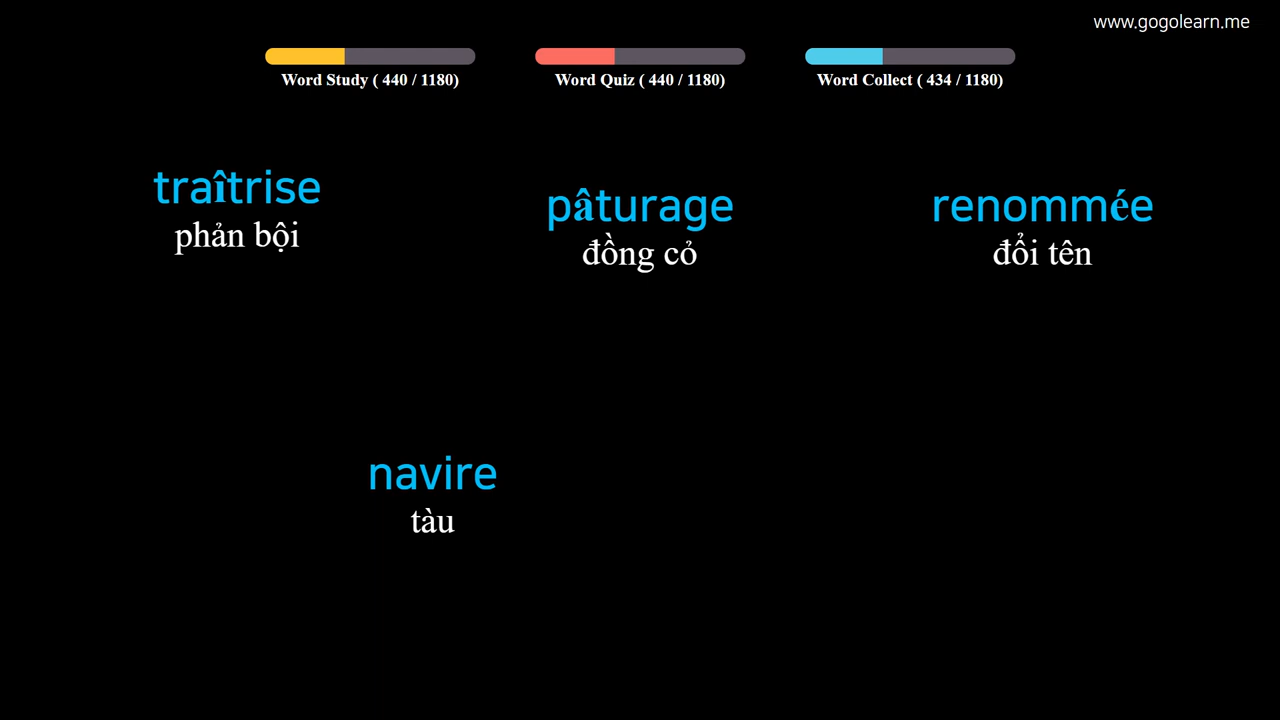 www.gogolearn.me
Word Study ( 440 / 1180)
Word Quiz ( 440 / 1180)
Word Collect ( 434 / 1180)
traîtrise
phản bội
pâturage
đồng cỏ
renommée
đổi tên
navire
tàu